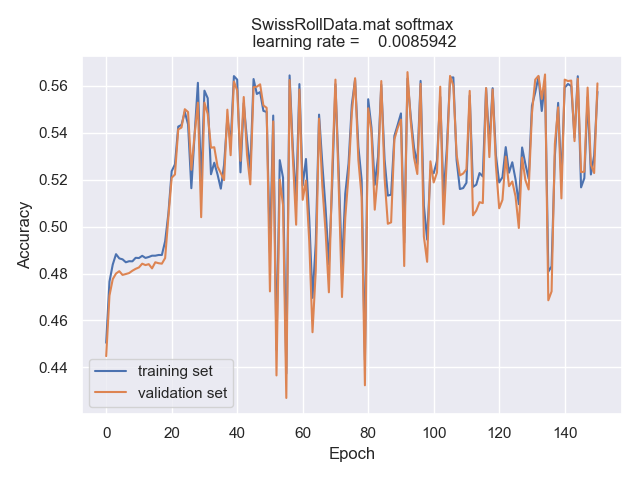 SwissRollData.mat softmax
learning rate = 0.0085942
Accuracy
0.56
0.54
0.52
0.50
0.48
0.46
0.44
training set
validation set
0 20 40 60 80 100 120 140
Epoch